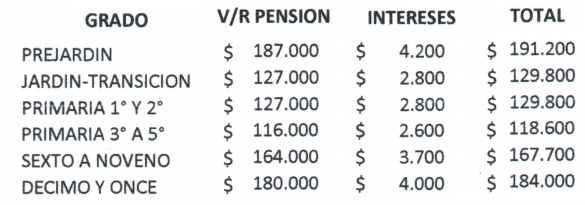 GRADO V/R PENSION INTERESES TOTAL
PREJARDIN $ 187.000 $ 4.200 $ 191.200
JARDIN-TRANSICION $ 127.000 $ 2.800 $ 129.800
PRIMARIA 1° Y 2° $ 127.000 $ 2.800 $ 129.800
PRIMARIA 3° A 5° $ 116.000 $ 2.600 $ 118.600
SEXTO A NOVENO $ 164.000 $ 3.700 $ 167.700
DECIMO Y ONCE $ 180.000 $ 4.000 $ 184.000